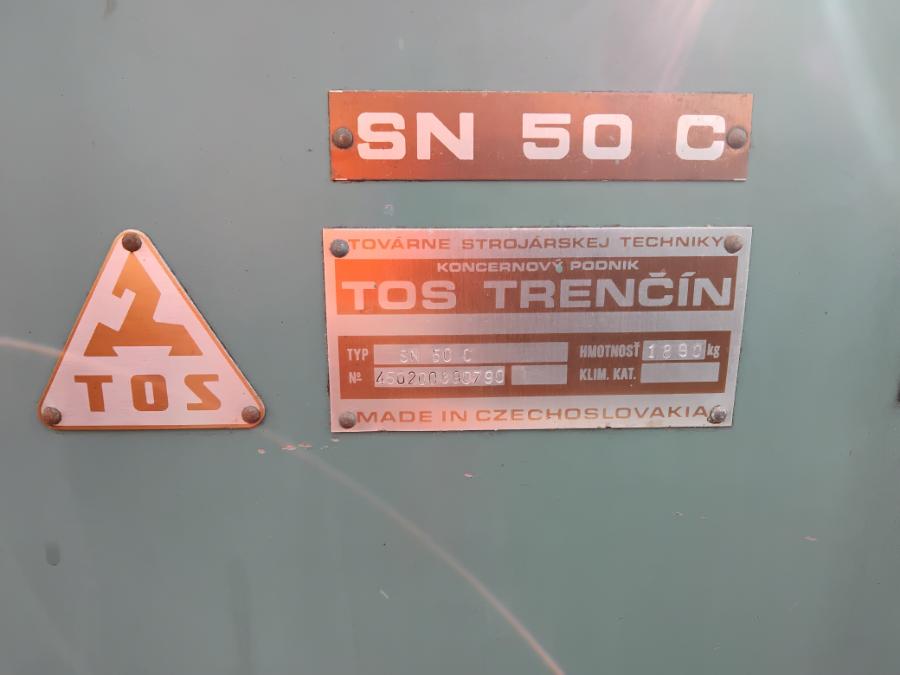 SN 50 C
TOVÁRNE STROJÁRSKEJ TECHNIKY
KONCERNOVÝ PODNIK
TOS TRENČÍN
TYP SN 50 C HMOTNOSŤ 1890 kg
Nº KLIM. KAT.
MADE IN CZECHOSLOVAKIA
TOS